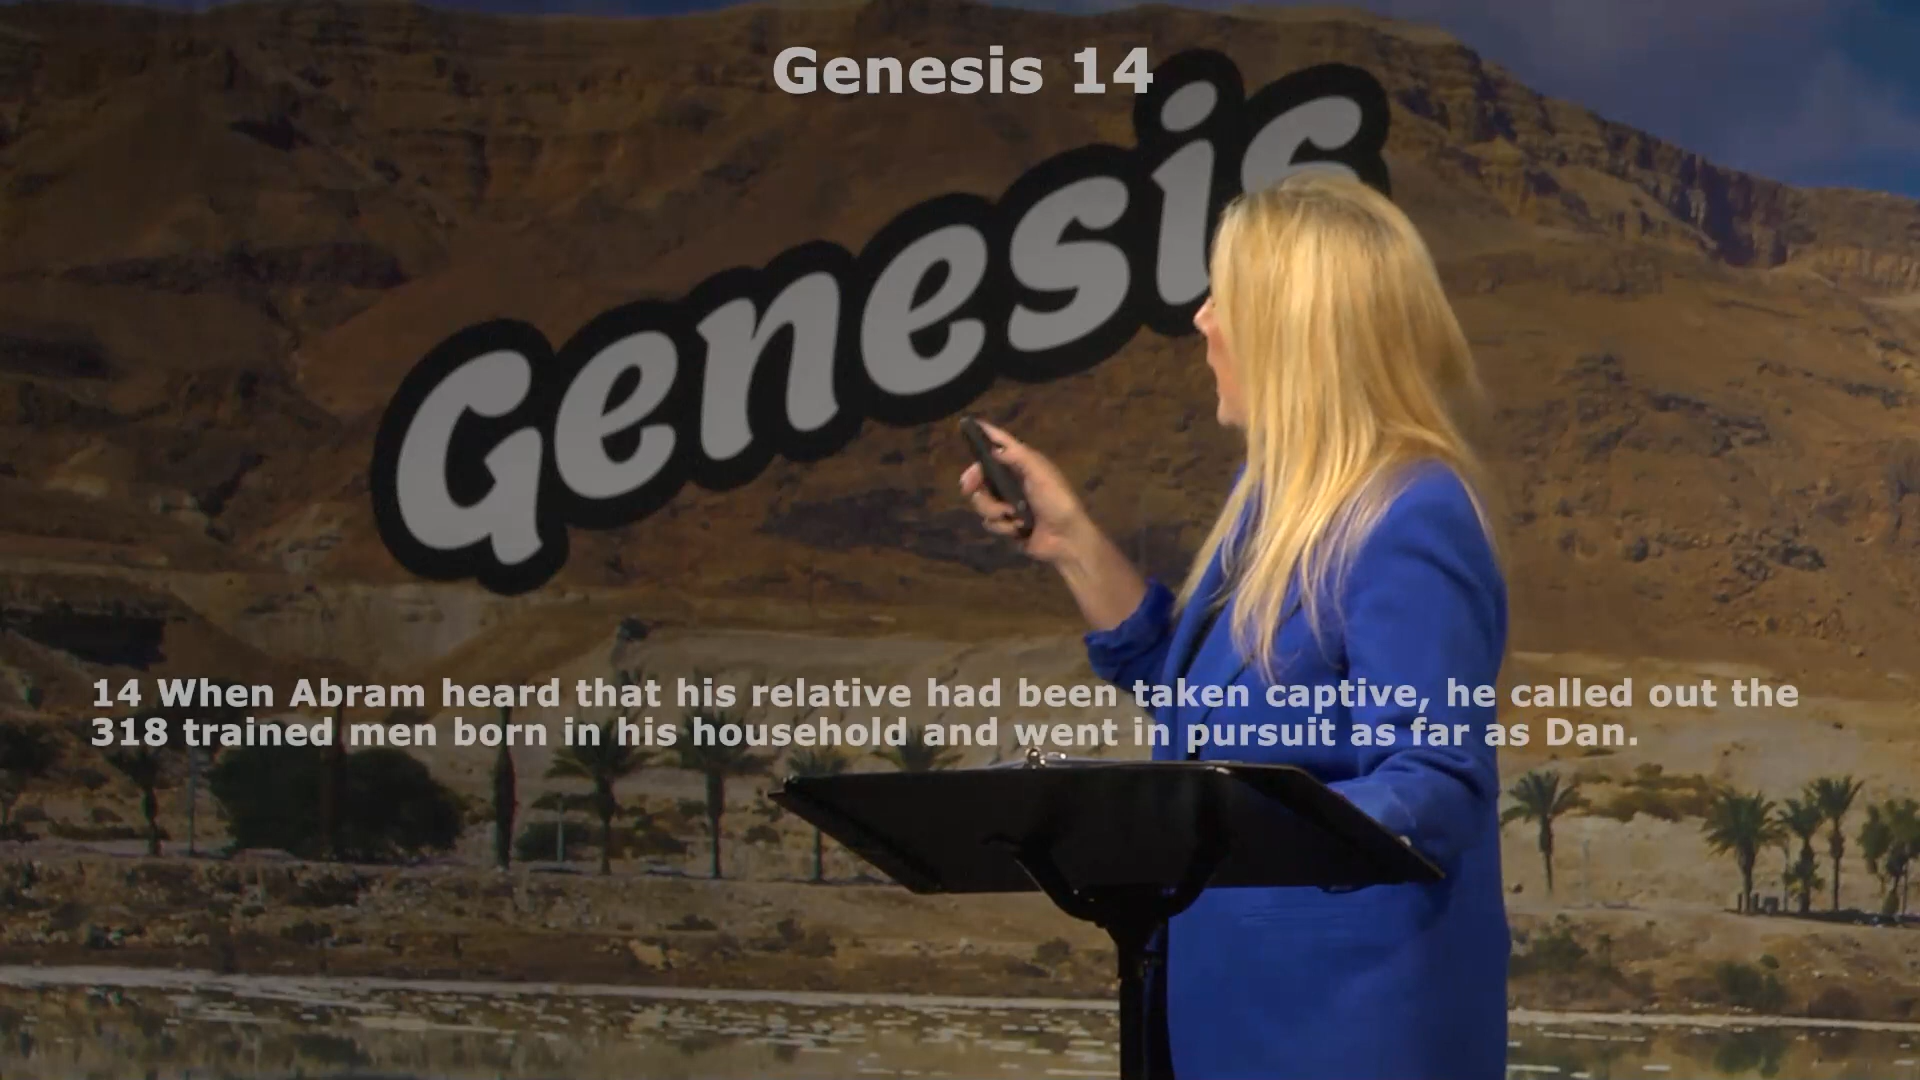 Genesis 14
Genesis
14 When Abram heard that his relative had been taken captive, he called out the
318 trained men born in his household and went in pursuit as far as Dan.